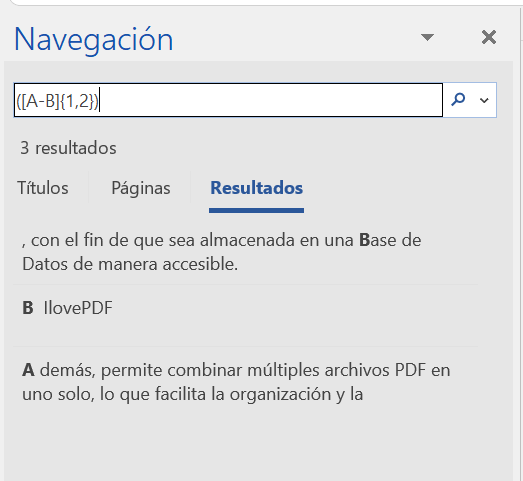 Navegación
([A-B]{1,2})
3 resultados
Títulos Páginas Resultados
, con el fin de que sea almacenada en una Base de
Datos de manera accesible.
B IlovePDF
A demás, permite combinar múltiples archivos PDF en
uno solo, lo que facilita la organización y la